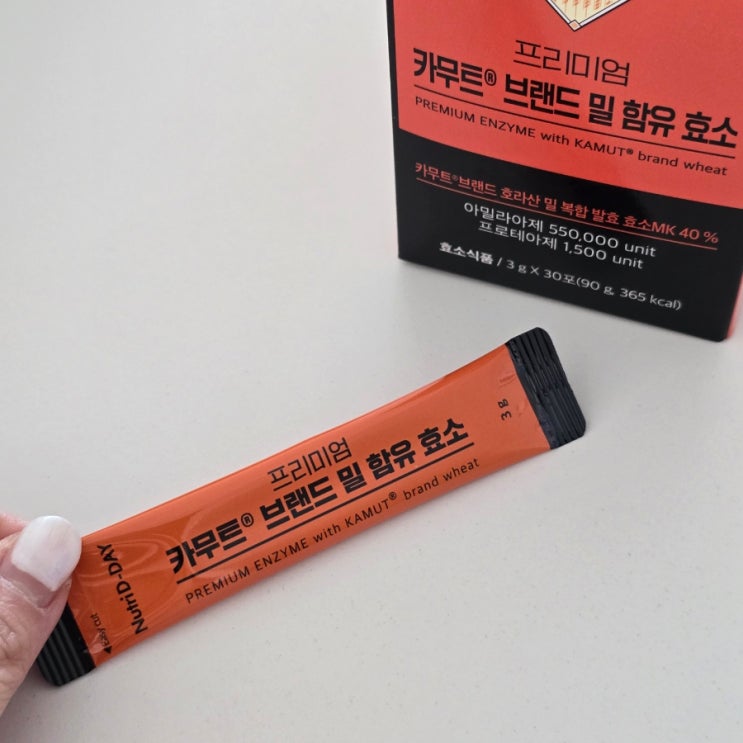 프리미엄
카무트® 브랜드 밀 함유 효소
PREMIUM ENZYME with KAMUT® brand wheat
카무트®브랜드 호라산 밀 복합 발효 효소MK 40 %
아밀라아제 550,000 unit
프로테아제 1,500 unit
효소식품 / 3 g X 30포(90 g, 365 kcal)
프리미엄
카무트® 브랜드 밀 함유 효소
PREMIUM ENZYME with KAMUT® brand wheat
3 g
NutriD-DAY
Easy cut